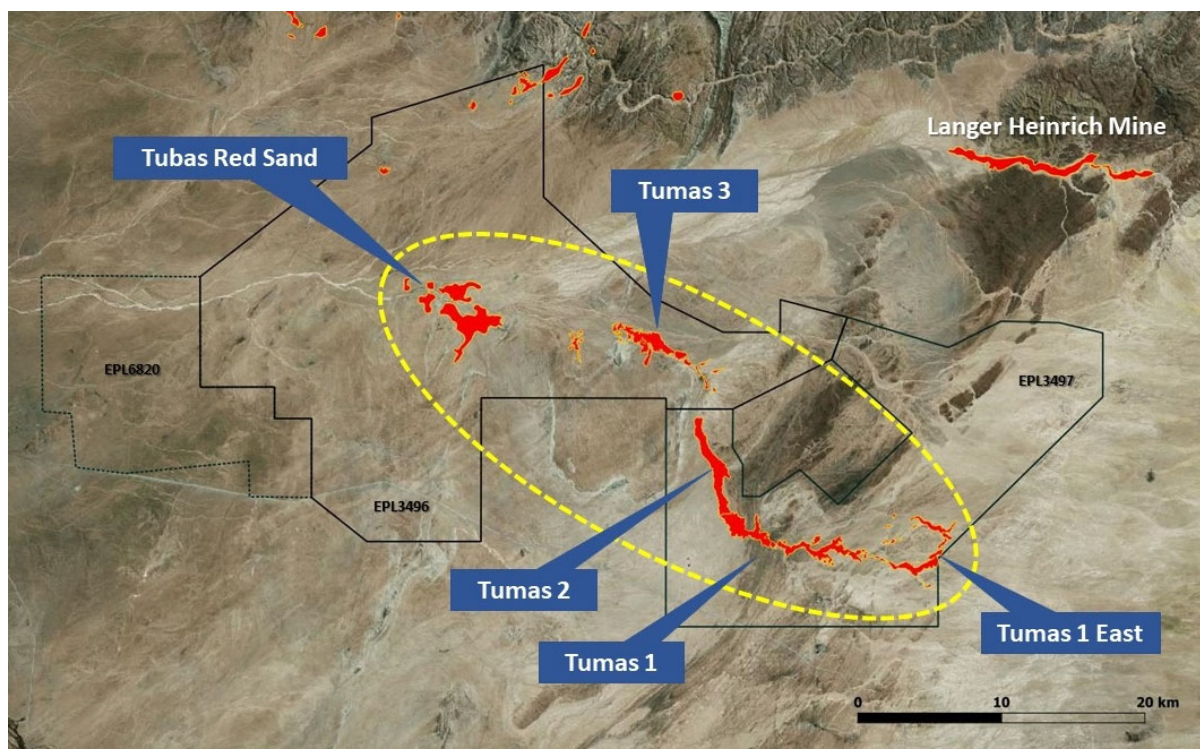 Langer Heinrich Mine
Tubas Red Sand
Tumas 3
EPL6820
EPL3497
EPL3496
Tumas 2
Tumas 1
Tumas 1 East
0
10
20 km